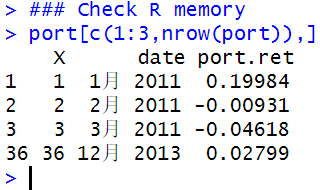 > ### Check R memory
> port[c(1:3,nrow(port)),]
    X      date port.ret
1   1  1月 2011  0.19984
2   2  2月 2011 -0.00931
3   3  3月 2011 -0.04618
36 36 12月 2013  0.02799
>